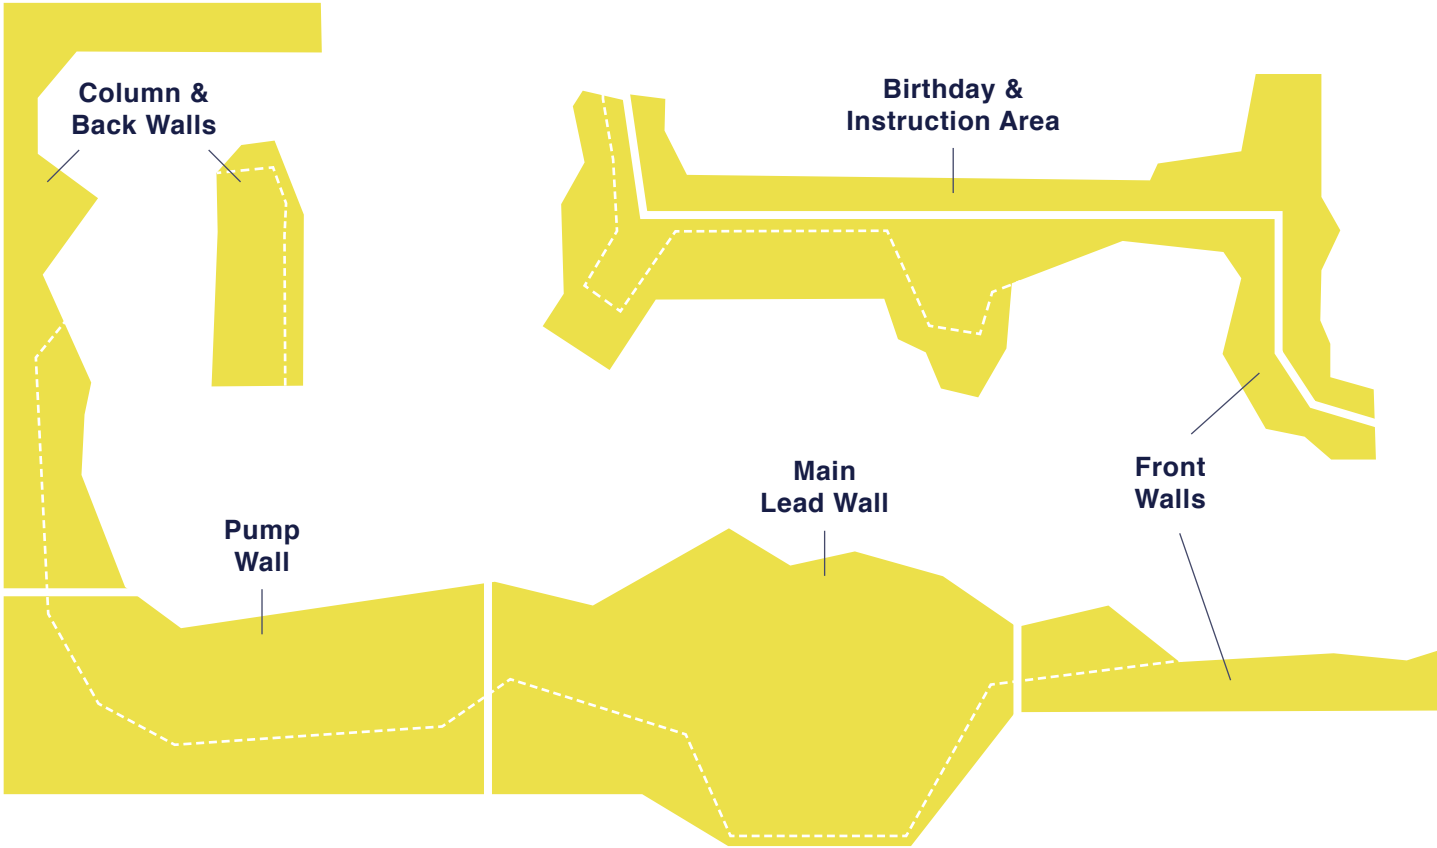 Column &
Back Walls
Birthday &
Instruction Area
Main
Lead Wall
Front
Walls
Pump
Wall